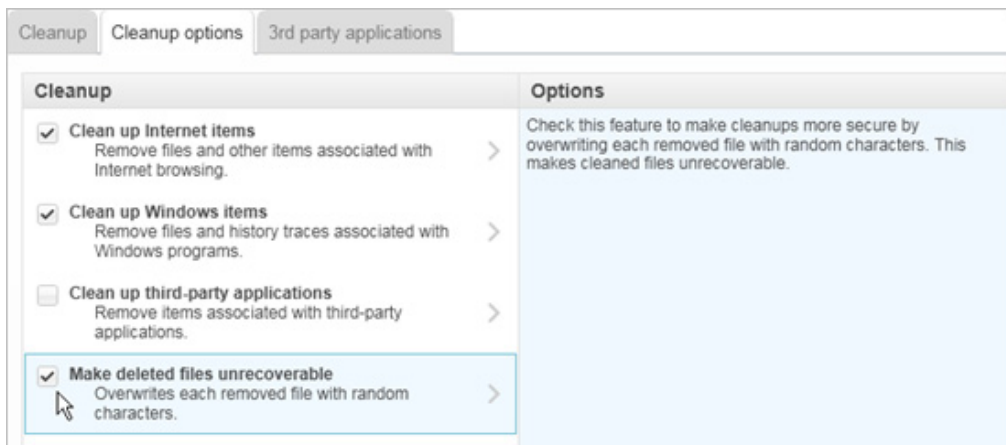 Cleanup
Cleanup options
3rd party applications
Cleanup
Clean up Internet items
Remove files and other items associated with
Internet browsing.
Clean up Windows items
Remove files and history traces associated with
Windows programs.
Clean up third-party applications
Remove items associated with third-party
applications.
Make deleted files unrecoverable
Overwrites each removed file with random
characters.
Options
Check this feature to make cleanups more secure by
overwriting each removed file with random characters. This
makes cleaned files unrecoverable.